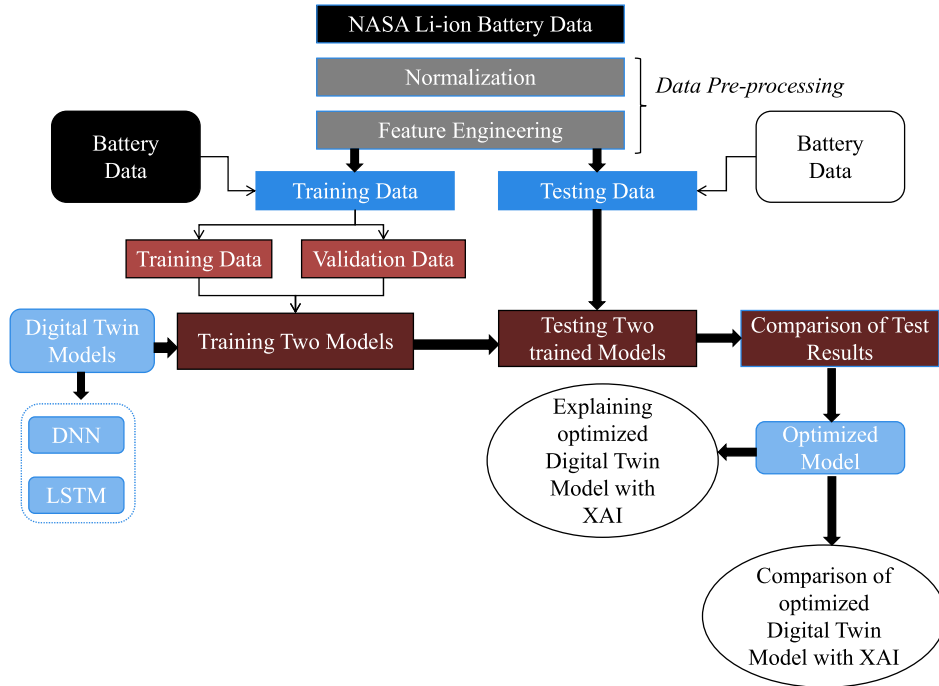 NASA Li-ion Battery Data
Normalization
Data Pre-processing
Feature Engineering
Battery
Data
Battery
Data
Training Data
Testing Data
Training Data
Validation Data
Digital Twin
Models
Training Two Models
Testing Two
trained Models
Comparison of Test
Results
DNN
LSTM
Explaining
optimized
Digital Twin
Model with
XAI
Optimized
Model
Comparison of
optimized
Digital Twin
Model with XAI